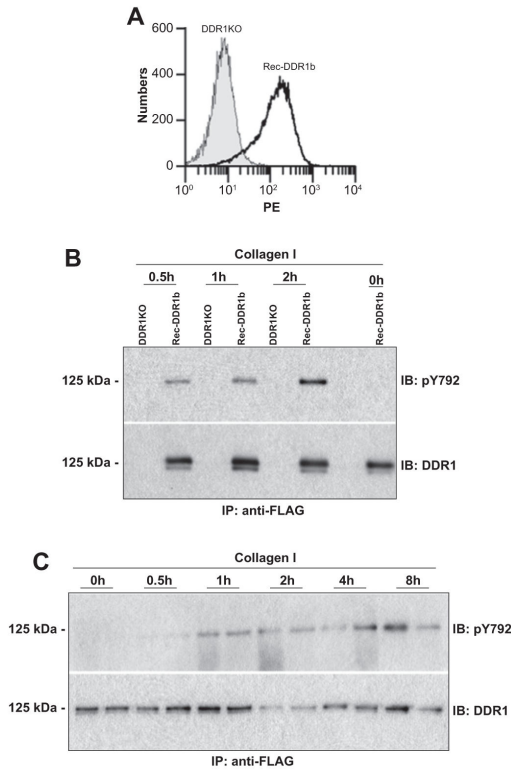 A
DDR1KO
Rec-DDR1b
600
400
200
0
Numbers
10⁰ 10¹ 10² 10³ 10⁴
PE
B
Collagen I
0.5h 1h 2h 0h
DDR1KO Rec-DDR1b DDR1KO Rec-DDR1b DDR1KO Rec-DDR1b Rec-DDR1b
125 kDa - IB: pY792
125 kDa - IB: DDR1
IP: anti-FLAG
C
Collagen I
0h 0.5h 1h 2h 4h 8h
125 kDa - IB: pY792
125 kDa - IB: DDR1
IP: anti-FLAG